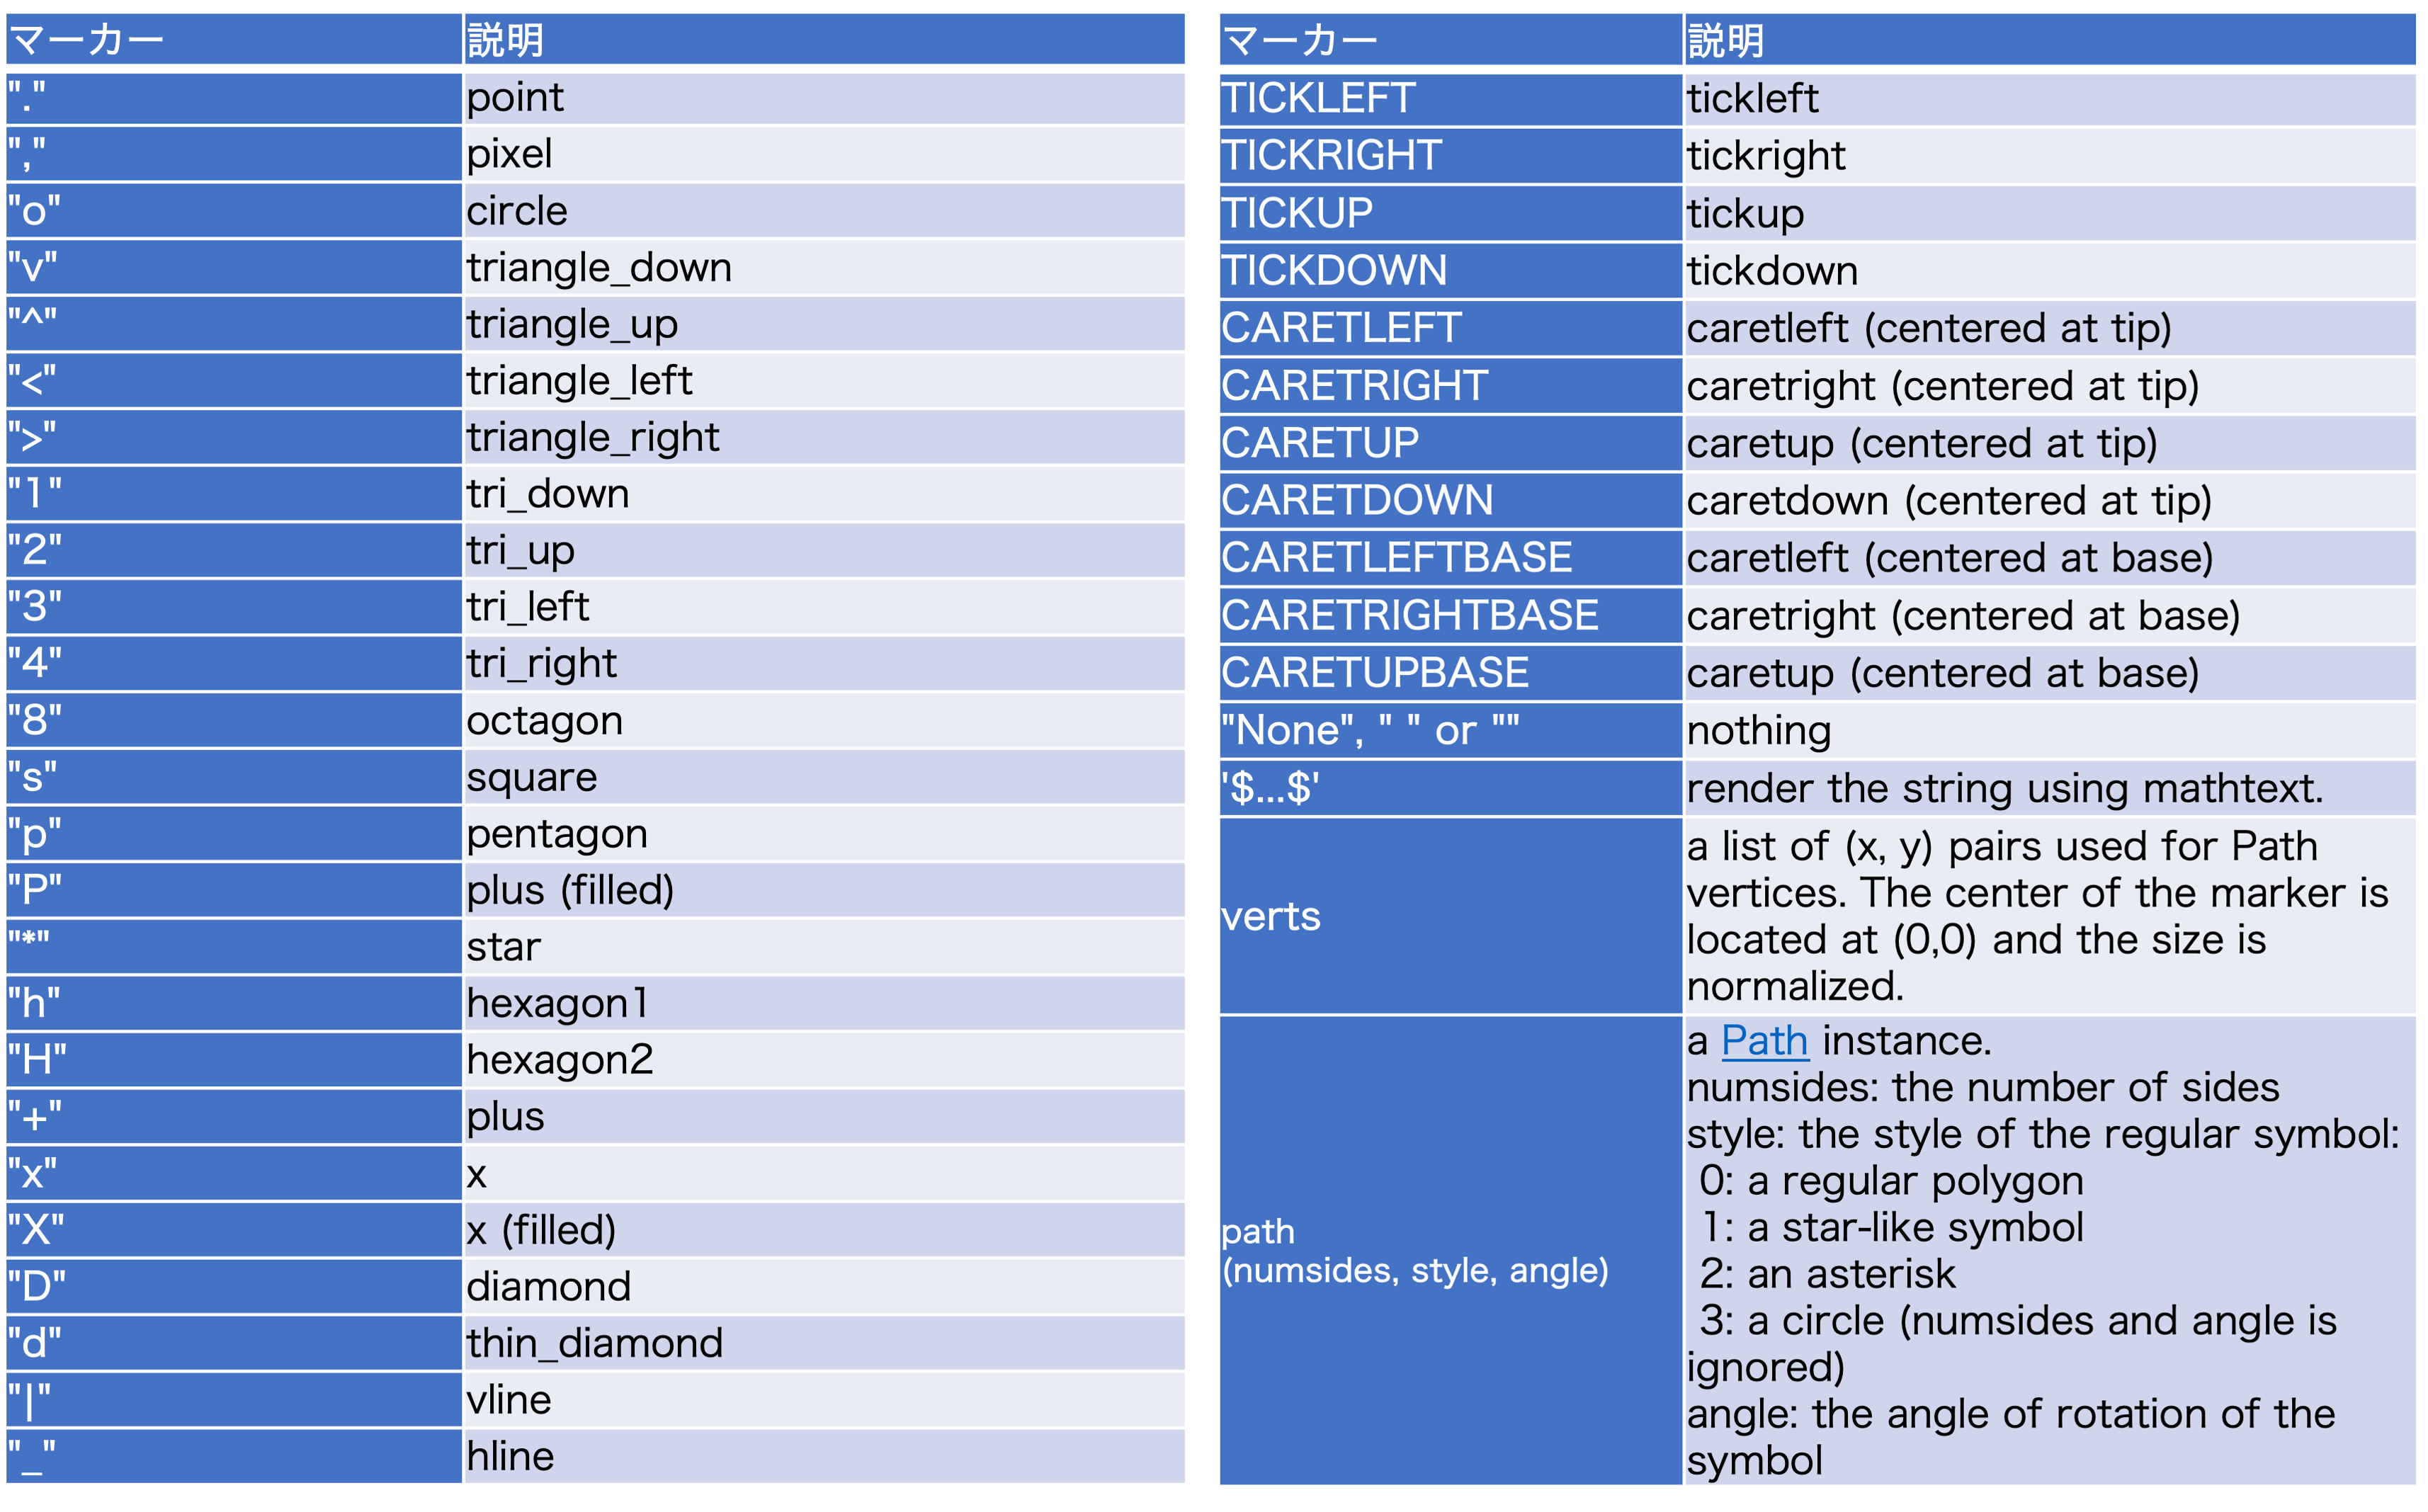 マーカー 説明
"." point
"," pixel
"o" circle
"v" triangle_down
"^" triangle_up
"<" triangle_left
">" triangle_right
"1" tri_down
"2" tri_up
"3" tri_left
"4" tri_right
"8" octagon
"s" square
"p" pentagon
"P" plus (filled)
"*" star
"h" hexagon1
"H" hexagon2
"+" plus
"x" x
"X" x (filled)
"D" diamond
"d" thin_diamond
"|" vline
"_" hline
マーカー 説明
TICKLEFT tickleft
TICKRIGHT tickright
TICKUP tickup
TICKDOWN tickdown
CARETLEFT caretleft (centered at tip)
CARETRIGHT caretright (centered at tip)
CARETUP caretup (centered at tip)
CARETDOWN caretdown (centered at tip)
CARETLEFTBASE caretleft (centered at base)
CARETRIGHTBASE caretright (centered at base)
CARETUPBASE caretup (centered at base)
"None", " " or "" nothing
'$...$' render the string using mathtext.
verts
a list of (x, y) pairs used for Path
vertices. The center of the marker is
located at (0,0) and the size is
normalized.
path
(numsides, style, angle)
a Path instance.
numsides: the number of sides
style: the style of the regular symbol:
0: a regular polygon
1: a star-like symbol
2: an asterisk
3: a circle (numsides and angle is
ignored)
angle: the angle of rotation of the
symbol